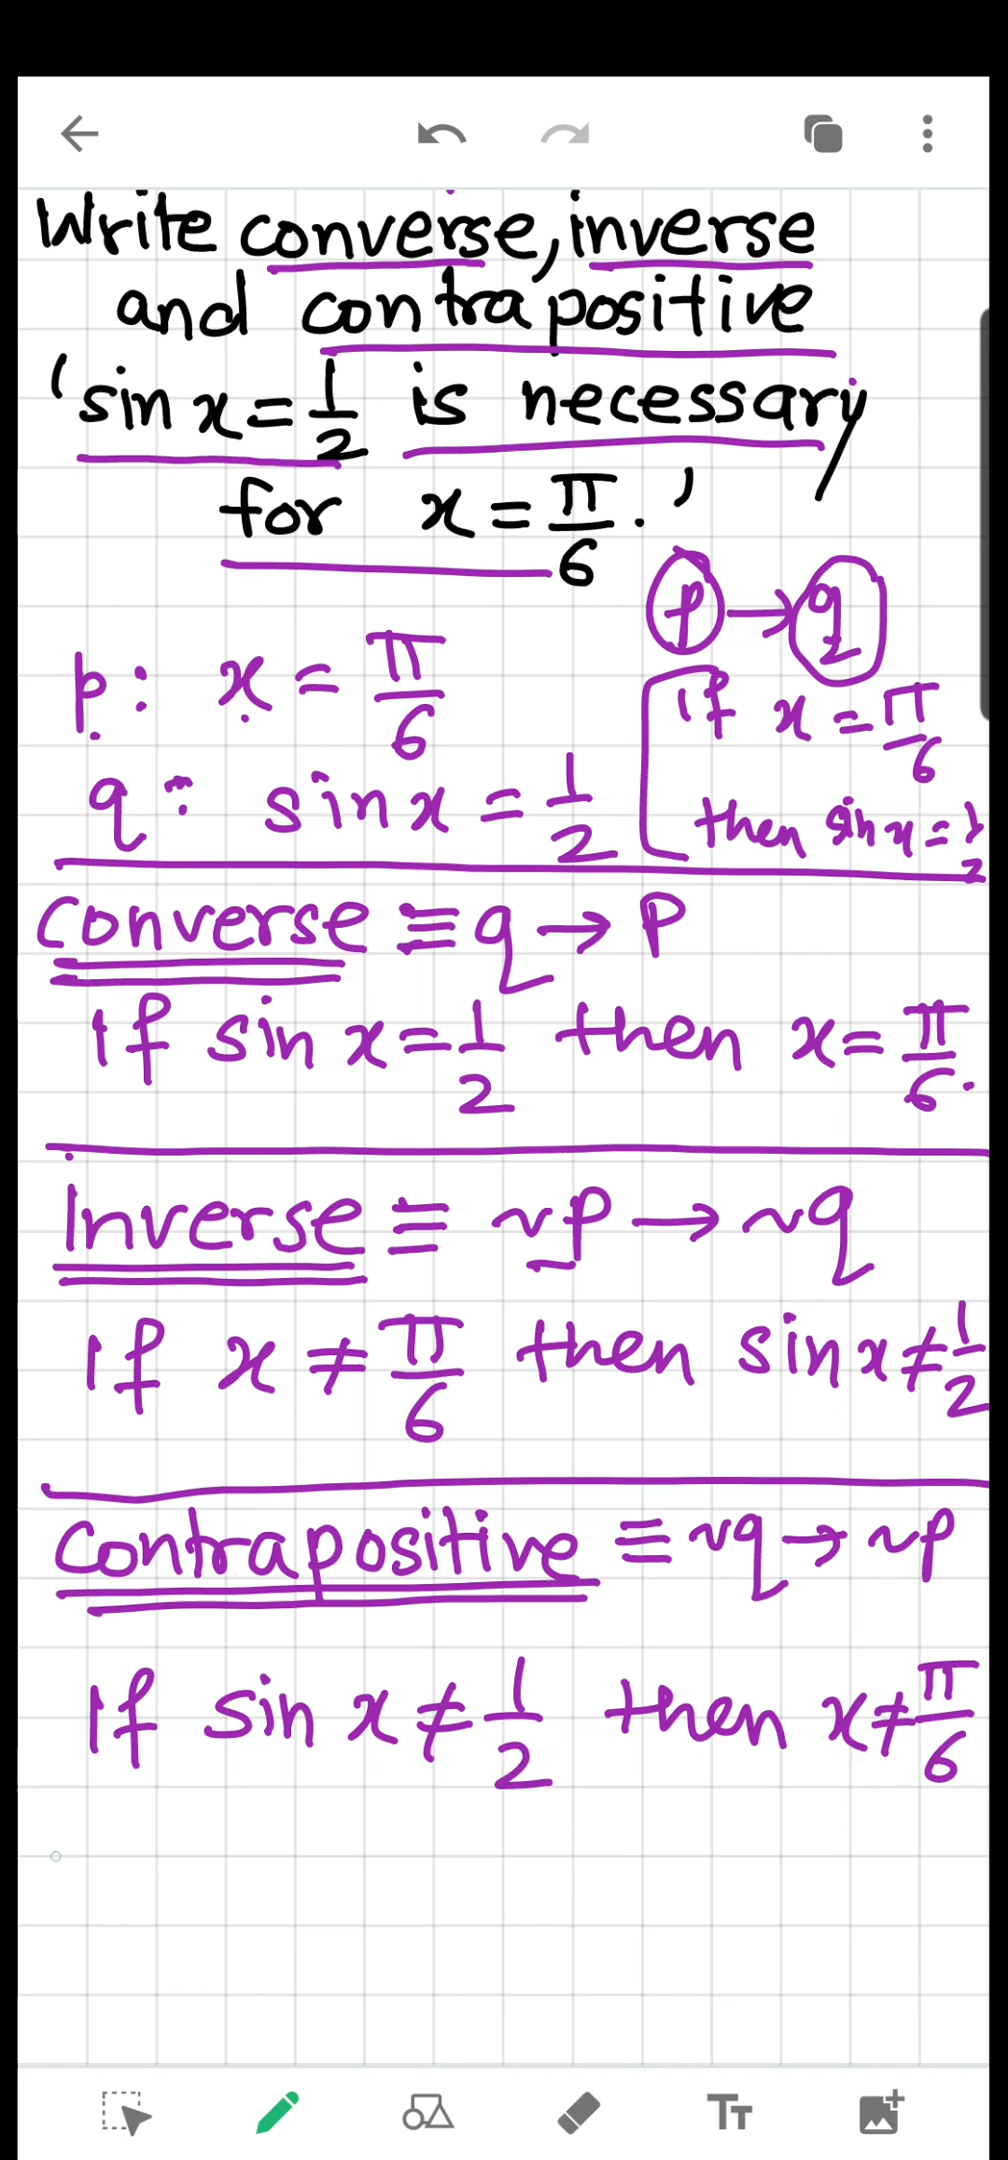 Write converse, inverse
and contrapositive
'sin x = 1/2 is necessary
for x = π/6.'
p → q
p : x = π/6
If x = π/6
q : sin x = 1/2
then sin x = 1/2
Converse ≡ q → p
If sin x = 1/2 then x = π/6.
Inverse ≡ ~p → ~q
If x ≠ π/6 then sin x ≠ 1/2
Contrapositive ≡ ~q → ~p
If sin x ≠ 1/2 then x ≠ π/6
TT